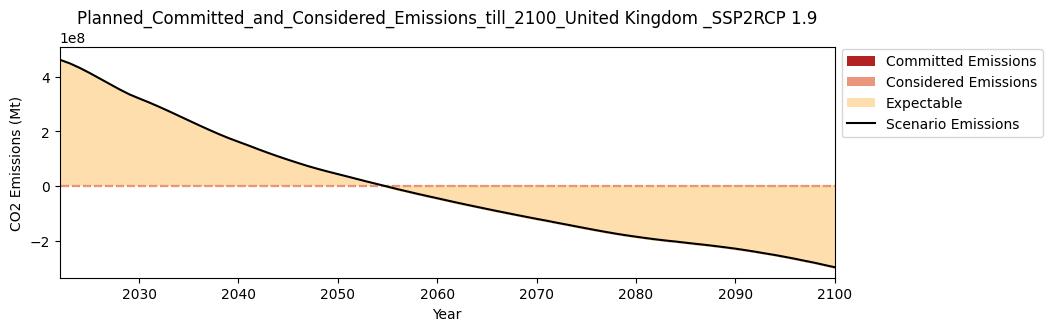 Planned_Committed_and_Considered_Emissions_till_2100_United Kingdom _SSP2RCP 1.9
1e8
4
2
0
−2
CO2 Emissions (Mt)
2030 2040 2050 2060 2070 2080 2090 2100
Year
Committed Emissions
Considered Emissions
Expectable
Scenario Emissions